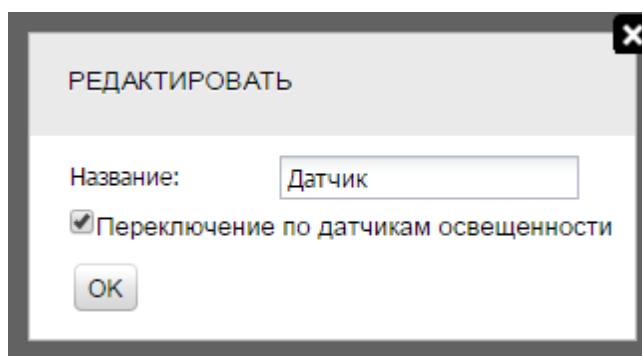 РЕДАКТИРОВАТЬ
Название: Датчик
Переключение по датчикам освещенности
OK